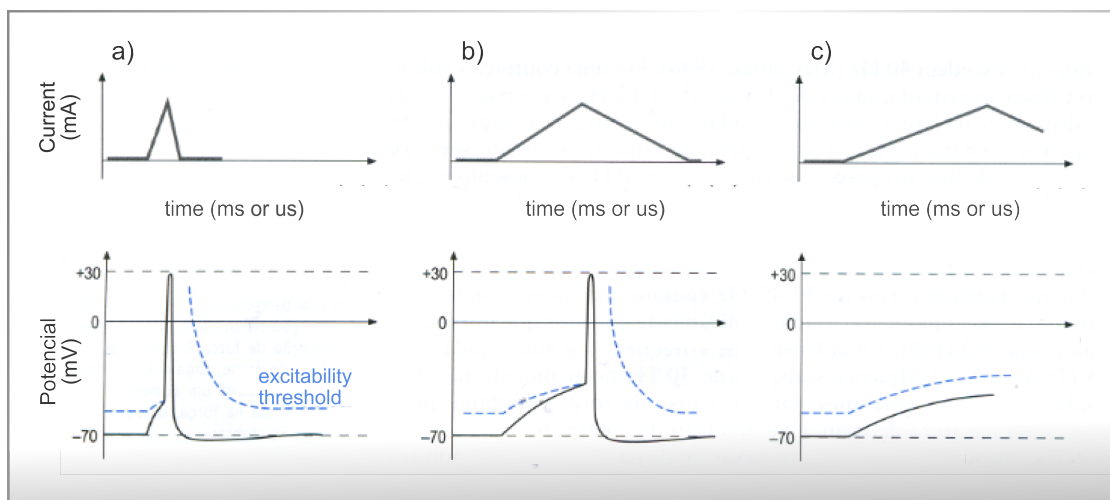 a)
b)
c)
Current
(mA)
time (ms or us)
time (ms or us)
time (ms or us)
Potencial
(mV)
+30
0
−70
excitability
threshold
+30
0
−70
+30
0
−70